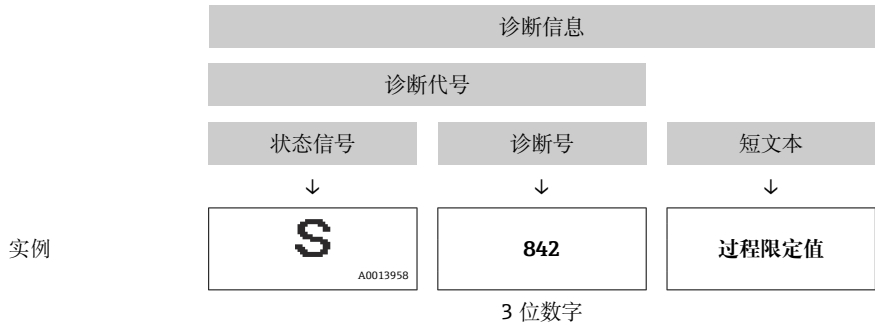 诊断信息
诊断代号
状态信号 诊断号 短文本
↓ ↓ ↓
实例 S 842 过程限定值
A0013958
3 位数字